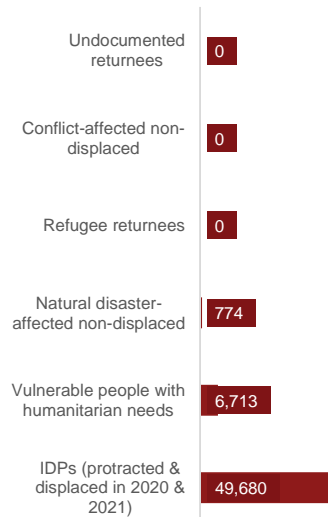 Undocumented
returnees
0
Conflict-affected non-
displaced
0
Refugee returnees
0
Natural disaster-
affected non-displaced
774
Vulnerable people with
humanitarian needs
6,713
IDPs (protracted &
displaced in 2020 &
2021)
49,680